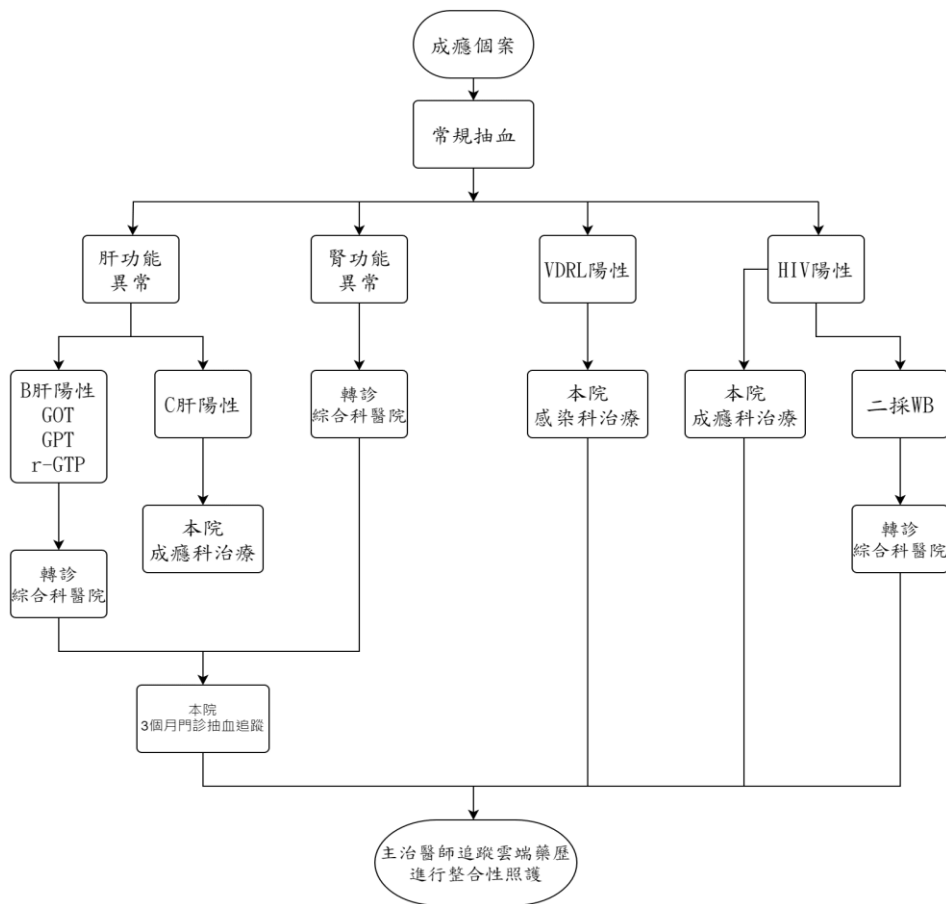 成癮個案
常規抽血
肝功能
異常
腎功能
異常
VDRL陽性
HIV陽性
B肝陽性
GOT
GPT
r-GTP
C肝陽性
轉診
綜合科醫院
本院
感染科治療
本院
成癮科治療
二採WB
本院
成癮科治療
轉診
綜合科醫院
轉診
綜合科醫院
本院
3個月門診抽血追蹤
主治醫師追蹤雲端藥歷
進行整合性照護